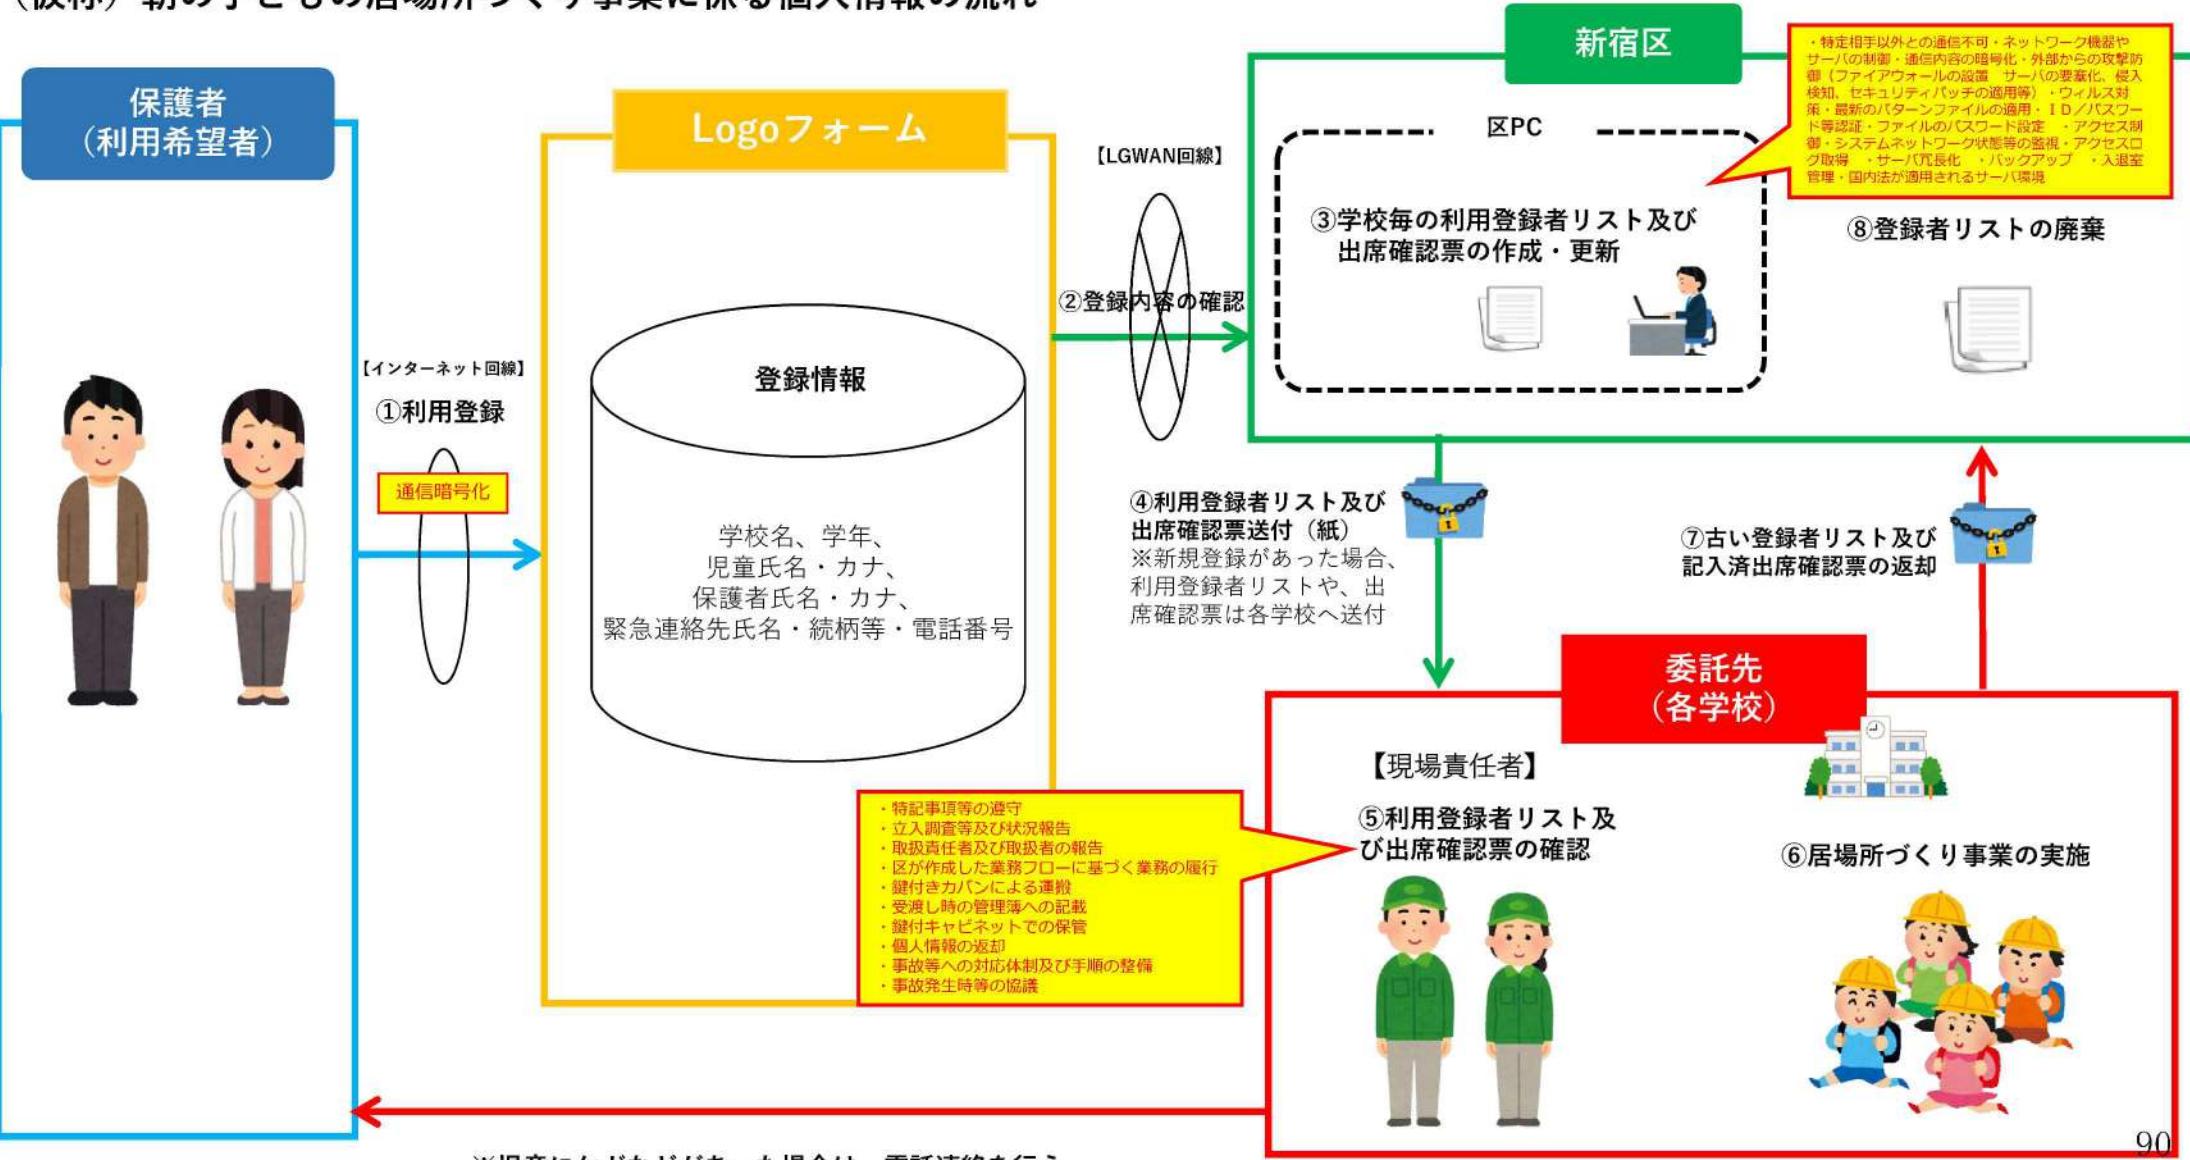 (仮称)朝の子どもの居場所づくり事業に係る個人情報の流れ
保護者
(利用希望者)
【インターネット回線】
①利用登録
通信暗号化
Logoフォーム
登録情報
学校名、学年、
児童氏名・カナ、
保護者氏名・カナ、
緊急連絡先氏名・続柄等・電話番号
【LGWAN回線】
②登録内容の確認
新宿区
区PC
③学校毎の利用登録者リスト及び
出席確認票の作成・更新
・特定相手以外との通信不可・ネットワーク機器や
サーバの制御・通信内容の暗号化・外部からの攻撃防
御(ファイアウォールの設置　サーバの要塞化、侵入
検知、セキュリティパッチの適用等)・ウィルス対
策・最新のパターンファイルの適用・ＩＤ／パスワー
ド等認証・ファイルのパスワード設定　・アクセス制
御・システムネットワーク状態等の監視・アクセスロ
グ取得　・サーバ冗長化　・バックアップ　・入退室
管理・国内法が適用されるサーバ環境
⑧登録者リストの廃棄
④利用登録者リスト及び
出席確認票送付（紙）
※新規登録があった場合、
利用登録者リストや、出
席確認票は各学校へ送付
⑦古い登録者リスト及び
記入済出席確認票の返却
委託先
(各学校)
【現場責任者】
⑤利用登録者リスト及
び出席確認票の確認
⑥居場所づくり事業の実施
・特記事項等の遵守
・立入調査等及び状況報告
・取扱責任者及び取扱者の報告
・区が作成した業務フローに基づく業務の履行
・鍵付きカバンによる運搬
・受渡し時の管理簿への記載
・鍵付キャビネットでの保管
・個人情報の返却
・事故等への対応体制及び手順の整備
・事故発生時等の協議
90